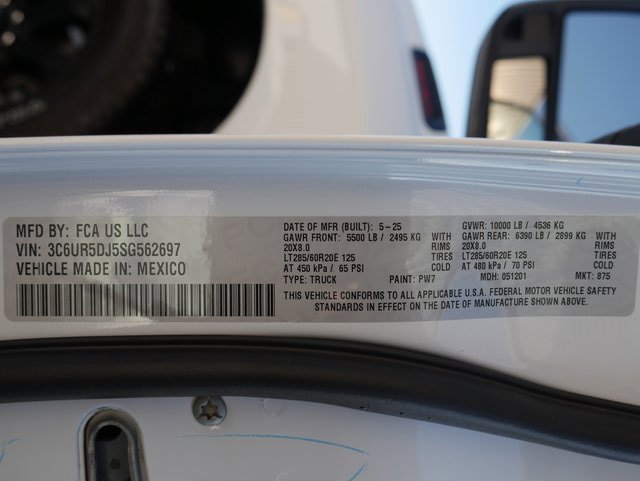 MFD BY: FCA US LLC
VIN: 3C6UR5DJ5SG562697
VEHICLE MADE IN: MEXICO
DATE OF MFR (BUILT): 5-25
GAWR FRONT: 5500 LB / 2495 KG WITH
20X8.0 RIMS
LT285/60R20E 125 TIRES
AT 450 kPa / 65 PSI COLD
TYPE: TRUCK PAINT: PW7
GVWR: 10000 LB / 4536 KG
GAWR REAR: 6390 LB / 2899 KG WITH
20X8.0 RIMS
LT285/60R20E 125 TIRES
AT 480 kPa / 70 PSI COLD
MDH: 051201 MKT: 875
THIS VEHICLE CONFORMS TO ALL APPLICABLE U.S.A. FEDERAL MOTOR VEHICLE SAFETY
STANDARDS IN EFFECT ON THE DATE OF MANUFACTURE SHOWN ABOVE.